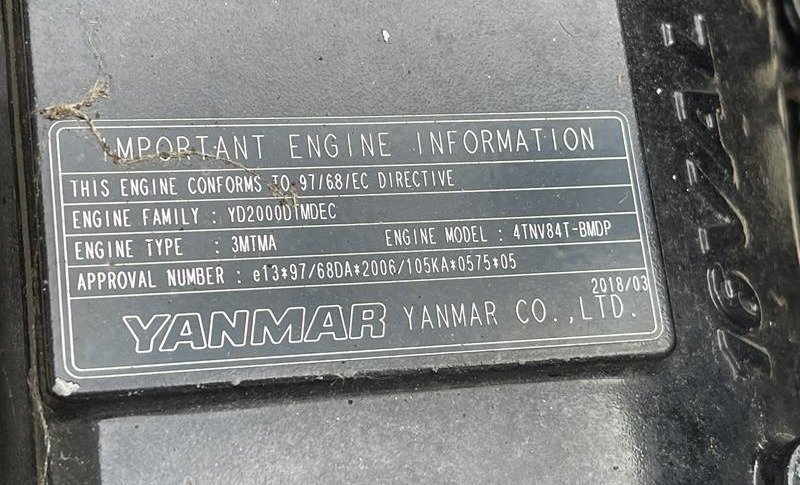 IMPORTANT ENGINE INFORMATION
THIS ENGINE CONFORMS TO 97/68/EC DIRECTIVE
ENGINE FAMILY : YD2000DTMDEC
ENGINE TYPE : 3MTMA ENGINE MODEL : 4TNV84T-BMDP
APPROVAL NUMBER : e13*97/68DA*2006/105KA*0575*05
2018/03
YANMAR YANMAR CO.,LTD.